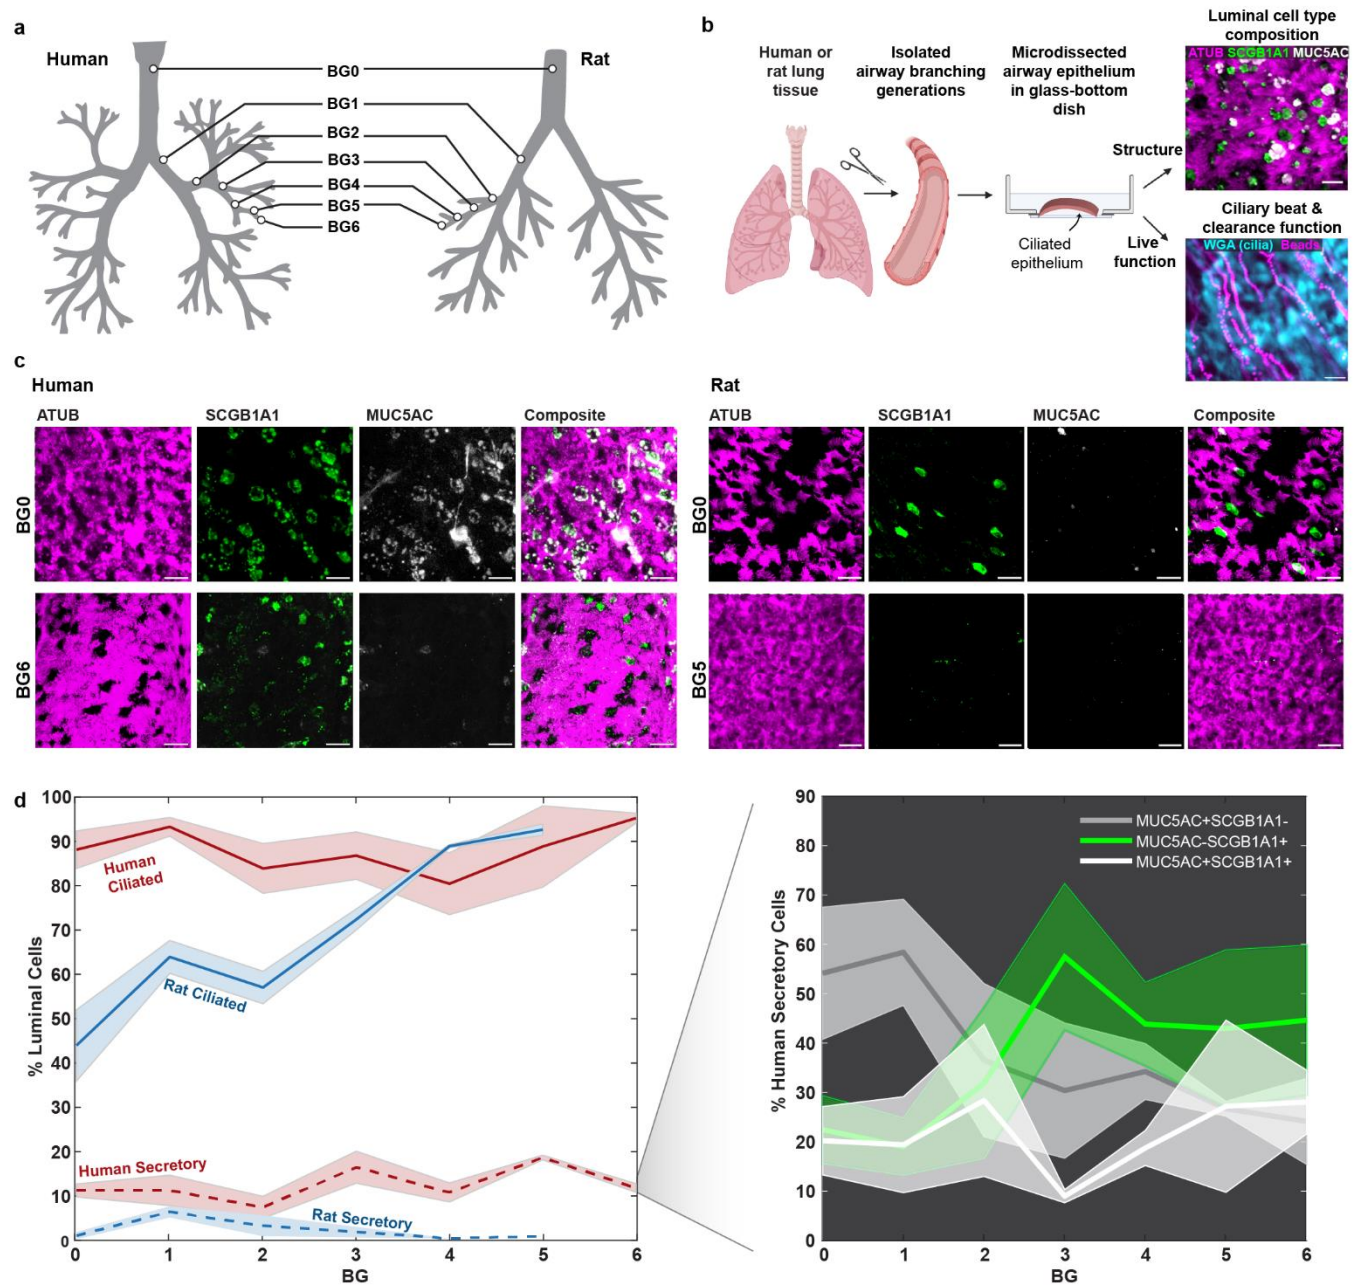 a
Human
Rat
BG0
BG1
BG2
BG3
BG4
BG5
BG6
b
Human or
rat lung
tissue
Isolated
airway branching
generations
Microdissected
airway epithelium
in glass-bottom
dish
Ciliated
epithelium
Structure
Live
function
Luminal cell type
composition
ATUB SCGB1A1 MUC5AC
Ciliary beat &
clearance function
WGA (cilia) Beads
c
Human
ATUB SCGB1A1 MUC5AC Composite
BG0
BG6
Rat
ATUB SCGB1A1 MUC5AC Composite
BG0
BG5
d
% Luminal Cells
100
90
80
70
60
50
40
30
20
10
0
Human
Ciliated
Rat Ciliated
Human Secretory
Rat Secretory
0 1 2 3 4 5 6
BG
% Human Secretory Cells
90
80
70
60
50
40
30
20
10
0
MUC5AC+SCGB1A1-
MUC5AC-SCGB1A1+
MUC5AC+SCGB1A1+
0 1 2 3 4 5 6
BG